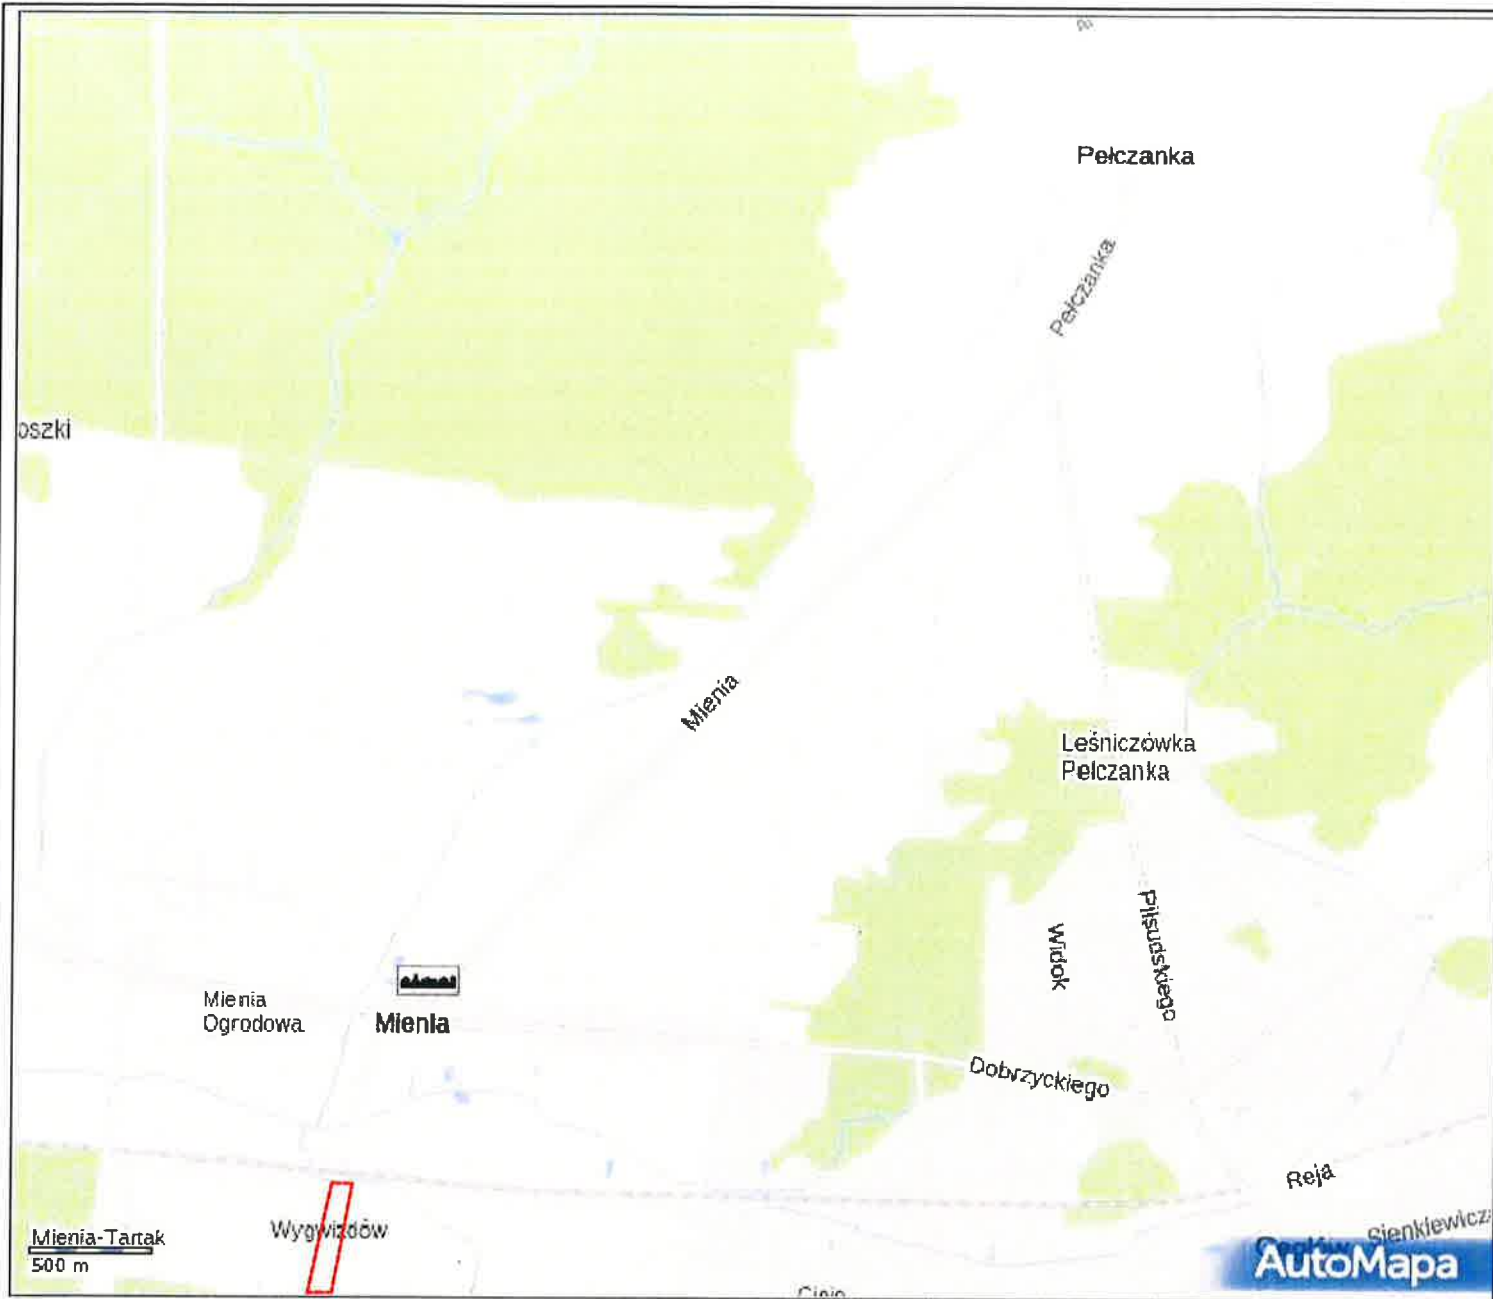 Pełczanka
Pełczanka
oszki
Mienia
Leśniczówka
Pełczanka
Widok
Piłsudskiego
Mienia
Ogrodowa
Mienia
Dobrzyckiego
Reja
Wygwizdów
Mienia-Tartak
500 m
Sienkiewicz
AutoMapa